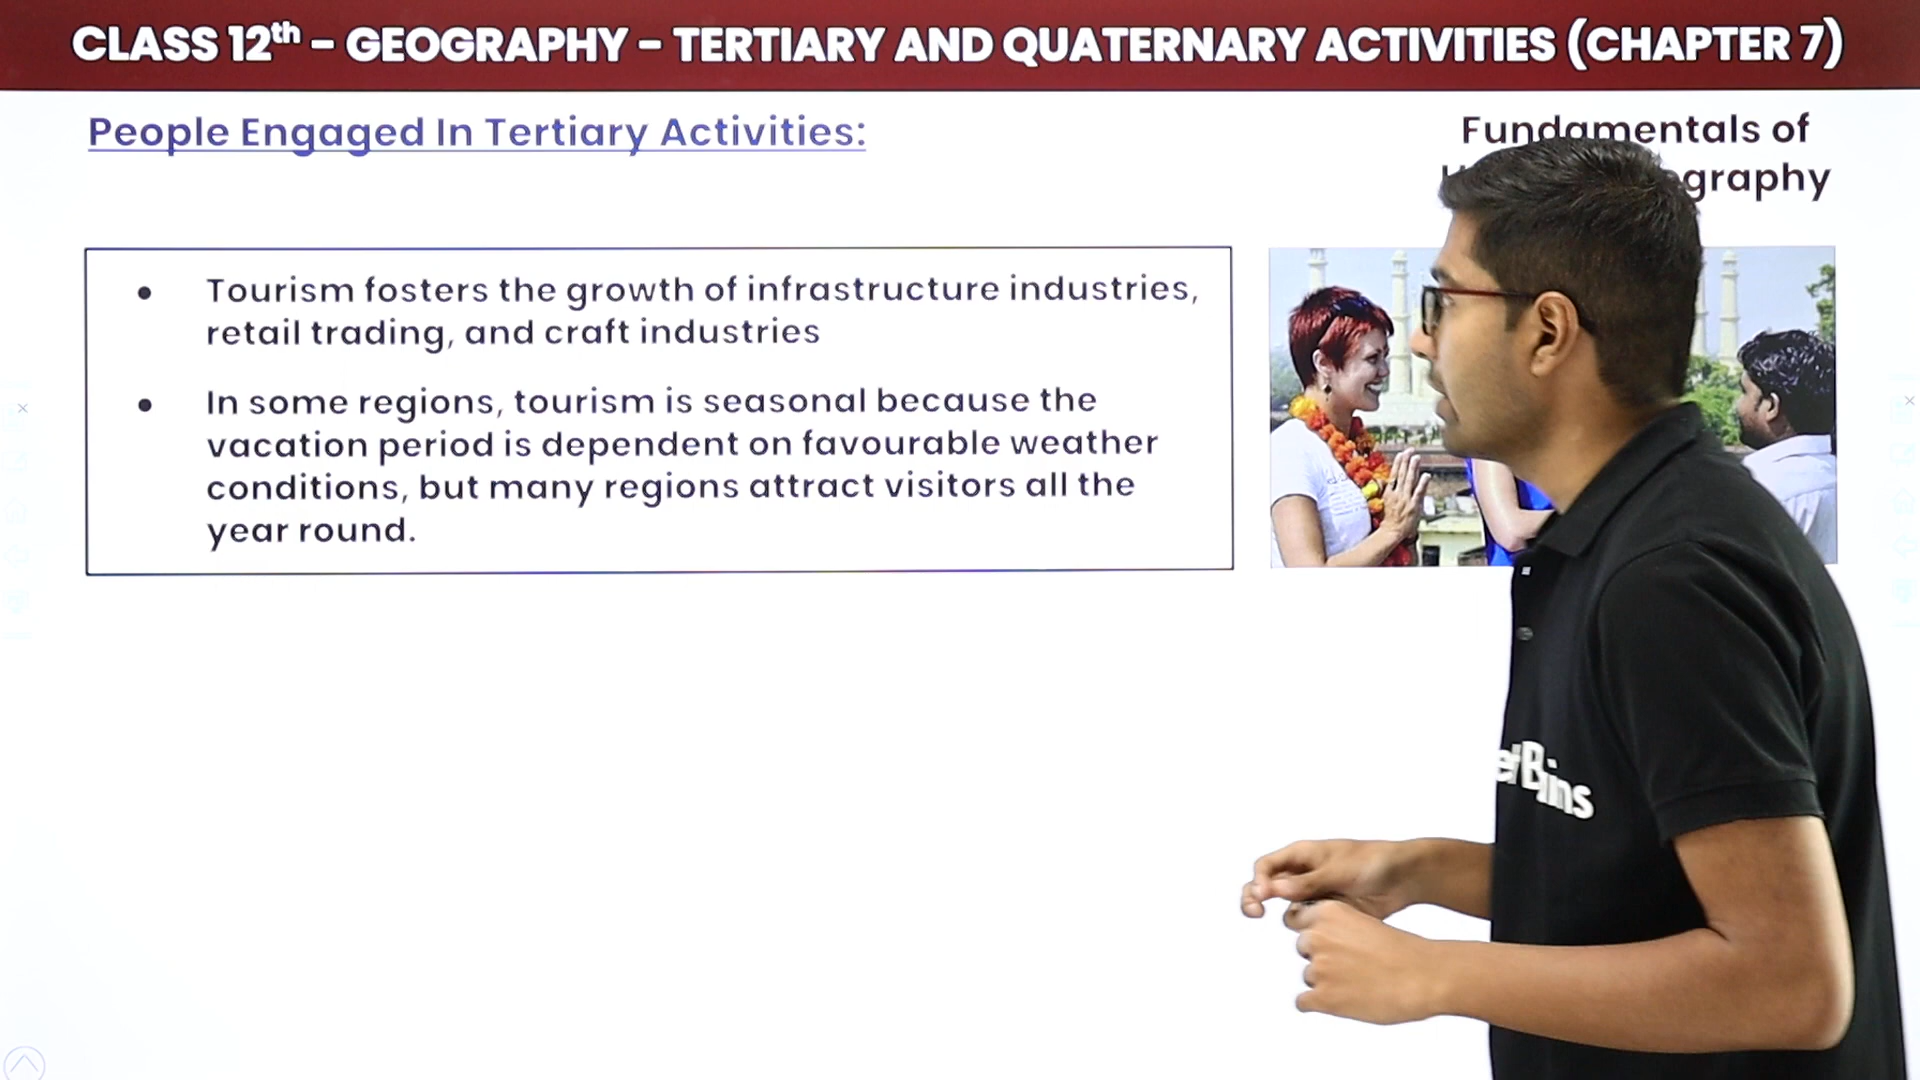 CLASS 12th – GEOGRAPHY – TERTIARY AND QUATERNARY ACTIVITIES (CHAPTER 7)
People Engaged In Tertiary Activities:
Fundamentals of
• Tourism fosters the growth of infrastructure industries,
retail trading, and craft industries
• In some regions, tourism is seasonal because the
vacation period is dependent on favourable weather
conditions, but many regions attract visitors all the
year round.